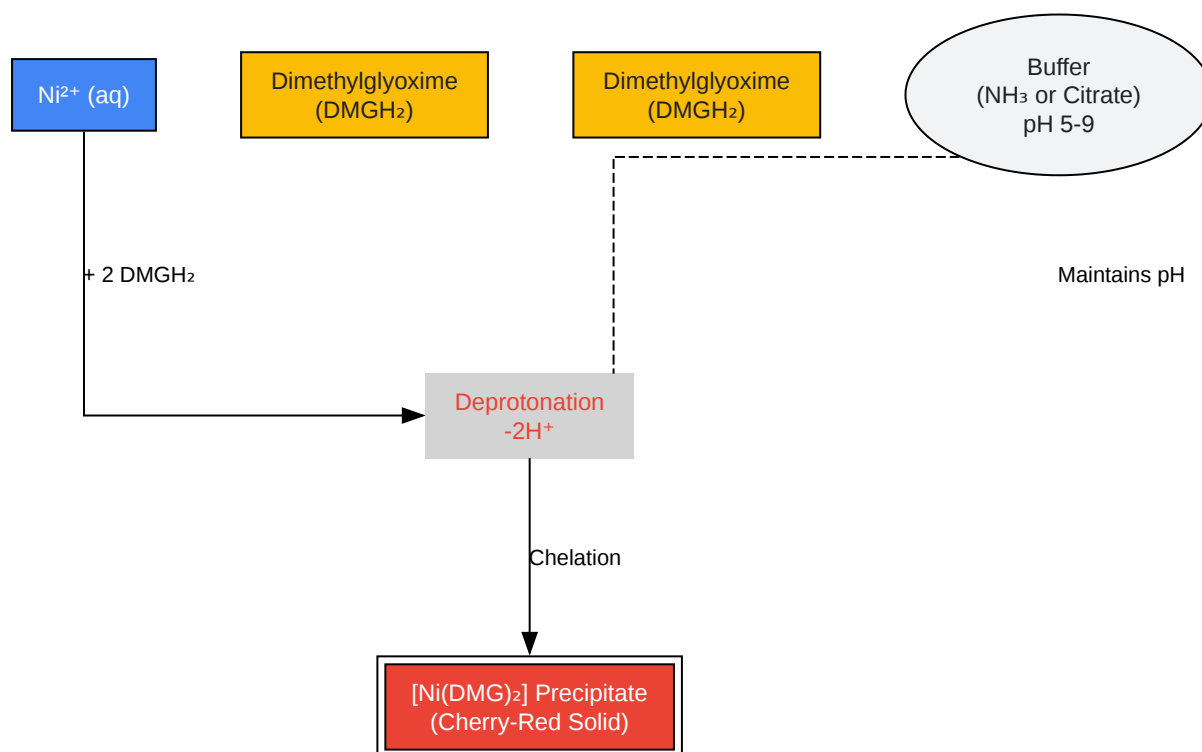 Ni²⁺ (aq)
Dimethylglyoxime
(DMGH₂)
Dimethylglyoxime
(DMGH₂)
Buffer
(NH₃ or Citrate)
pH 5-9
+ 2 DMGH₂
Maintains pH
Deprotonation
-2H⁺
Chelation
[Ni(DMG)₂] Precipitate
(Cherry-Red Solid)